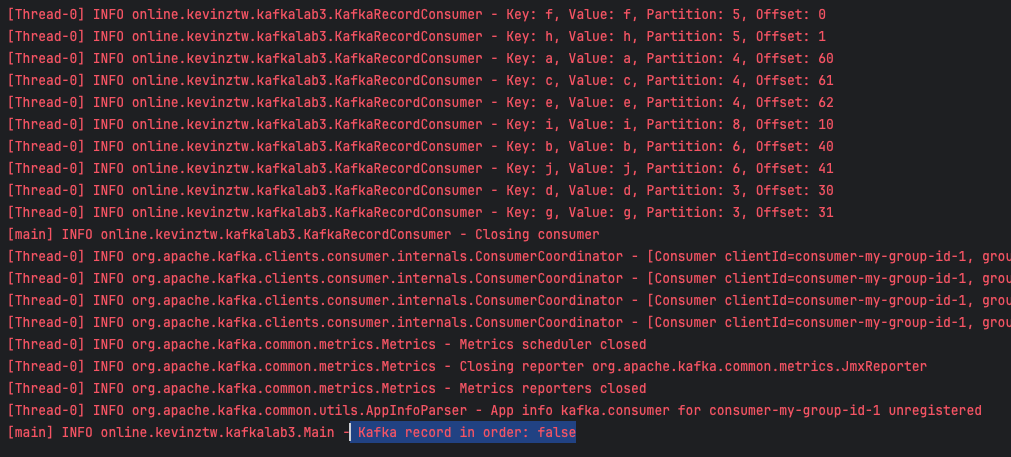 [Thread-0] INFO online.kevinztw.kafkalab3.KafkaRecordConsumer - Key: f, Value: f, Partition: 5, Offset: 0
[Thread-0] INFO online.kevinztw.kafkalab3.KafkaRecordConsumer - Key: h, Value: h, Partition: 5, Offset: 1
[Thread-0] INFO online.kevinztw.kafkalab3.KafkaRecordConsumer - Key: a, Value: a, Partition: 4, Offset: 60
[Thread-0] INFO online.kevinztw.kafkalab3.KafkaRecordConsumer - Key: c, Value: c, Partition: 4, Offset: 61
[Thread-0] INFO online.kevinztw.kafkalab3.KafkaRecordConsumer - Key: e, Value: e, Partition: 4, Offset: 62
[Thread-0] INFO online.kevinztw.kafkalab3.KafkaRecordConsumer - Key: i, Value: i, Partition: 8, Offset: 10
[Thread-0] INFO online.kevinztw.kafkalab3.KafkaRecordConsumer - Key: b, Value: b, Partition: 6, Offset: 40
[Thread-0] INFO online.kevinztw.kafkalab3.KafkaRecordConsumer - Key: j, Value: j, Partition: 6, Offset: 41
[Thread-0] INFO online.kevinztw.kafkalab3.KafkaRecordConsumer - Key: d, Value: d, Partition: 3, Offset: 30
[Thread-0] INFO online.kevinztw.kafkalab3.KafkaRecordConsumer - Key: g, Value: g, Partition: 3, Offset: 31
[main] INFO online.kevinztw.kafkalab3.KafkaRecordConsumer - Closing consumer
[Thread-0] INFO org.apache.kafka.clients.consumer.internals.ConsumerCoordinator - [Consumer clientId=consumer-my-group-id-1, grou
[Thread-0] INFO org.apache.kafka.clients.consumer.internals.ConsumerCoordinator - [Consumer clientId=consumer-my-group-id-1, grou
[Thread-0] INFO org.apache.kafka.clients.consumer.internals.ConsumerCoordinator - [Consumer clientId=consumer-my-group-id-1, grou
[Thread-0] INFO org.apache.kafka.clients.consumer.internals.ConsumerCoordinator - [Consumer clientId=consumer-my-group-id-1, grou
[Thread-0] INFO org.apache.kafka.common.metrics.Metrics - Metrics scheduler closed
[Thread-0] INFO org.apache.kafka.common.metrics.Metrics - Closing reporter org.apache.kafka.common.metrics.JmxReporter
[Thread-0] INFO org.apache.kafka.common.metrics.Metrics - Metrics reporters closed
[Thread-0] INFO org.apache.kafka.common.utils.AppInfoParser - App info kafka.consumer for consumer-my-group-id-1 unregistered
[main] INFO online.kevinztw.kafkalab3.Main - Kafka record in order: false